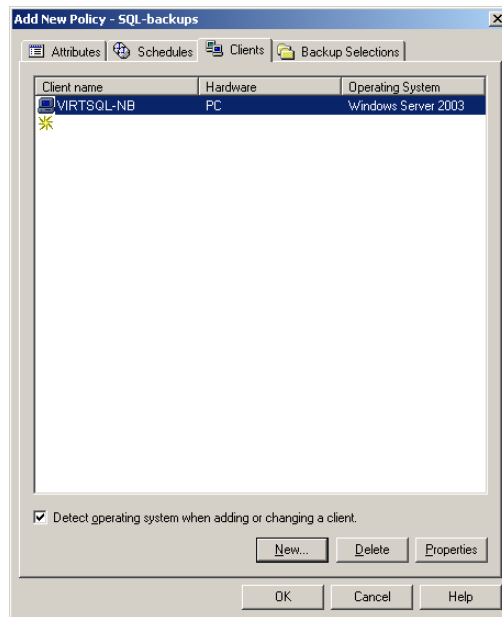 Add New Policy - SQL-backups
Attributes Schedules Clients Backup Selections
Client name Hardware Operating System
VIRTSQL-NB PC Windows Server 2003
Detect operating system when adding or changing a client.
New... Delete Properties
OK Cancel Help